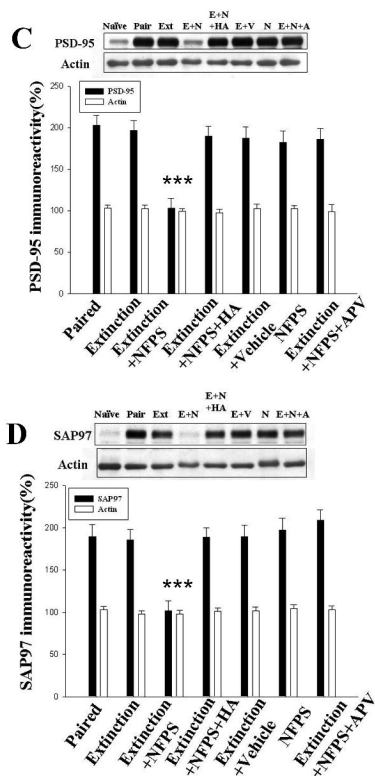 C
Naïve Pair Ext E+N E+N +HA E+V N E+N+A
PSD-95
Actin
PSD-95 immunoreactivity(%)
250
200
150
100
50
0
PSD-95
Actin
***
Paired
Extinction
Extinction
+NFPS
Extinction
+NFPS+HA
Extinction
+Vehicle
NFPS
Extinction
+NFPS+APV
D
Naïve Pair Ext E+N E+N +HA E+V N E+N+A
SAP97
Actin
SAP97 immunoreactivity(%)
250
200
150
100
50
0
SAP97
Actin
***
Paired
Extinction
Extinction
+NFPS
Extinction
+NFPS+HA
Extinction
+Vehicle
NFPS
Extinction
+NFPS+APV